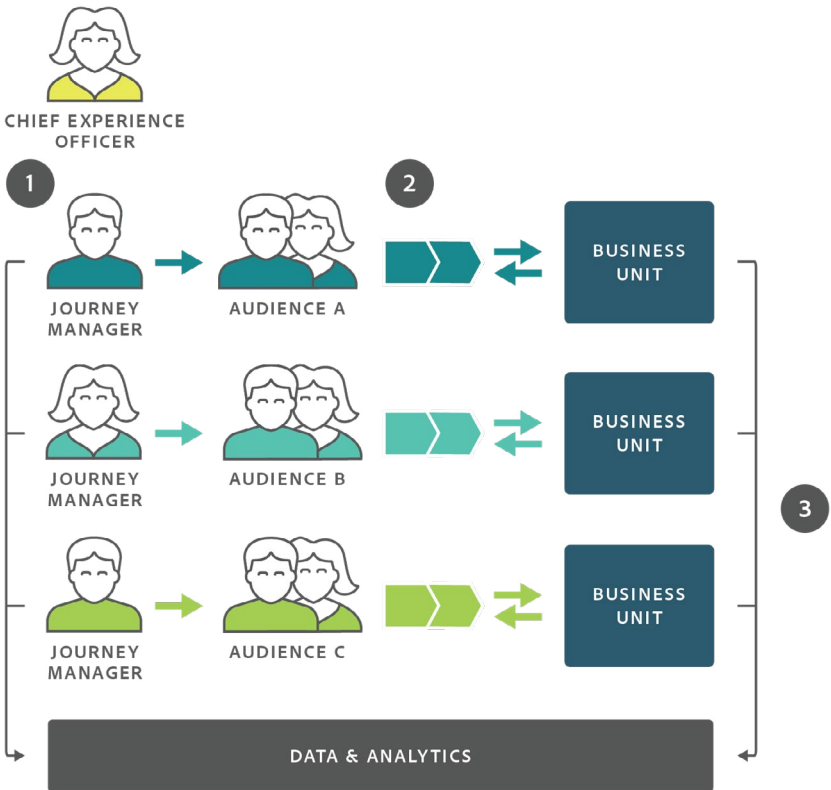 CHIEF EXPERIENCE
OFFICER
1
2
JOURNEY
MANAGER
AUDIENCE A
BUSINESS
UNIT
JOURNEY
MANAGER
AUDIENCE B
BUSINESS
UNIT
3
JOURNEY
MANAGER
AUDIENCE C
BUSINESS
UNIT
DATA & ANALYTICS